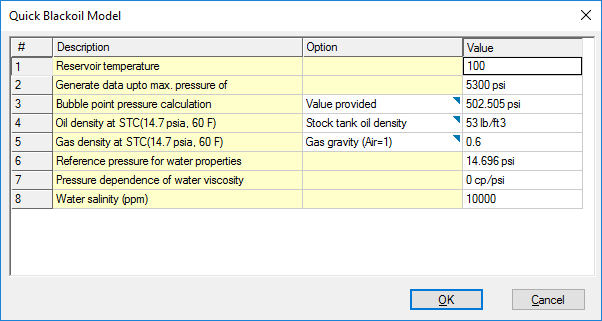 Quick Blackoil Model
# Description Option Value
1 Reservoir temperature 100
2 Generate data upto max. pressure of 5300 psi
3 Bubble point pressure calculation Value provided 502.505 psi
4 Oil density at STC(14.7 psia, 60 F) Stock tank oil density 53 lb/ft3
5 Gas density at STC(14.7 psia, 60 F) Gas gravity (Air=1) 0.6
6 Reference pressure for water properties 14.696 psi
7 Pressure dependence of water viscosity 0 cp/psi
8 Water salinity (ppm) 10000
OK Cancel